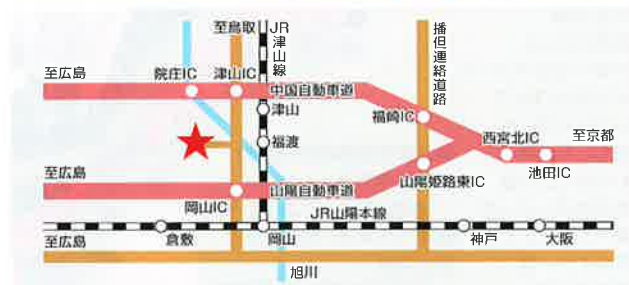 至鳥取
JR津山線
播但連絡道路
至広島
院庄IC
津山IC
中国自動車道
津山
福崎IC
西宮北IC
至京都
福渡
池田IC
至広島
山陽姫路東IC
岡山IC
山陽自動車道
JR山陽本線
倉敷
岡山
神戸
大阪
至広島
旭川